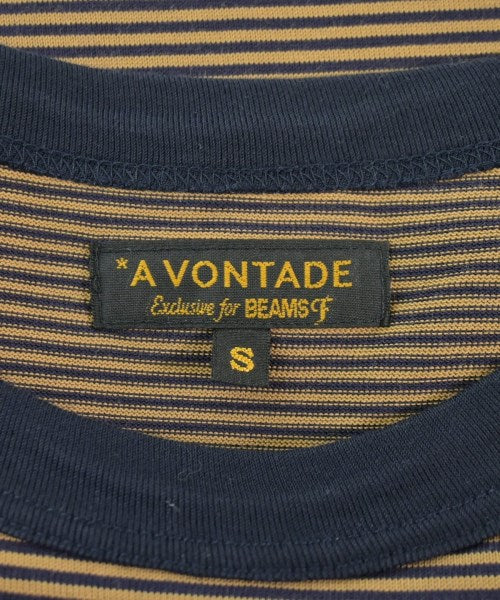 *A VONTADE
Exclusive for BEAMS F
S